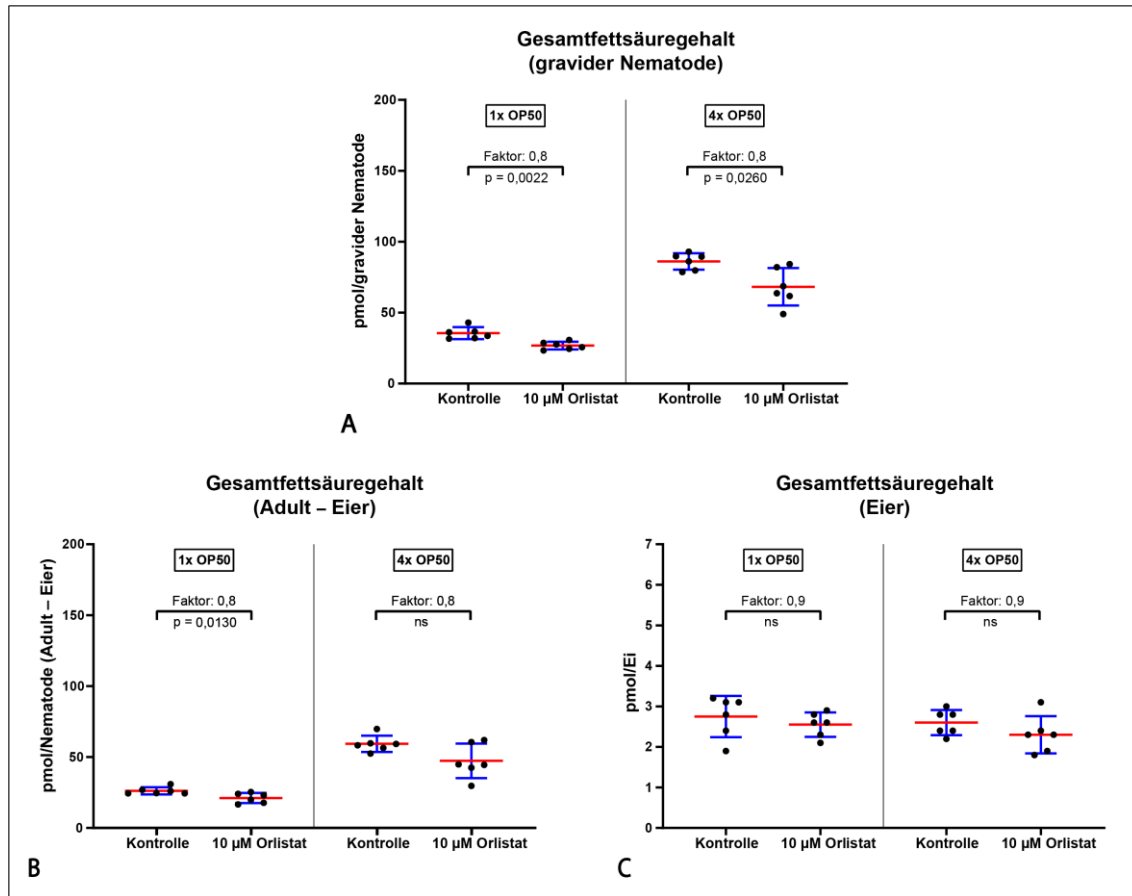 Gesamtfettsäuregehalt
(gravider Nematode)
pmol/gravider Nematode
200
150
100
50
0
1x OP50
4x OP50
Faktor: 0,8
p = 0,0022
Faktor: 0,8
p = 0,0260
Kontrolle
10 µM Orlistat
Kontrolle
10 µM Orlistat
A
Gesamtfettsäuregehalt
(Adult – Eier)
pmol/Nematode (Adult – Eier)
200
150
100
50
0
1x OP50
4x OP50
Faktor: 0,8
p = 0,0130
Faktor: 0,8
ns
Kontrolle
10 µM Orlistat
Kontrolle
10 µM Orlistat
B
Gesamtfettsäuregehalt
(Eier)
pmol/Ei
7
6
5
4
3
2
1
0
1x OP50
4x OP50
Faktor: 0,9
ns
Faktor: 0,9
ns
Kontrolle
10 µM Orlistat
Kontrolle
10 µM Orlistat
C